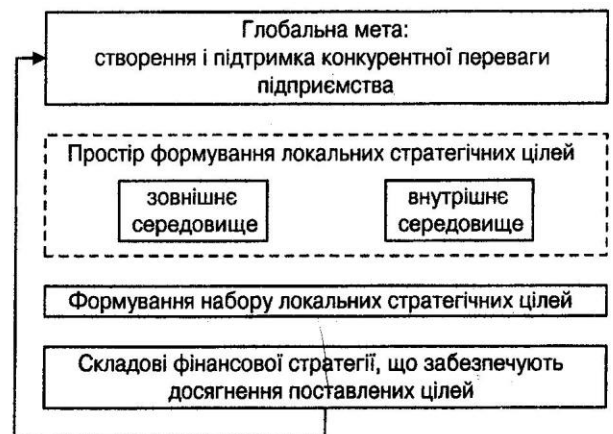 Глобальна мета:
створення і підтримка конкурентної переваги
підприємства
Простір формування локальних стратегічних цілей
зовнішнє
середовище
внутрішнє
середовище
Формування набору локальних стратегічних цілей
Складові фінансової стратегії, що забезпечують
досягнення поставлених цілей